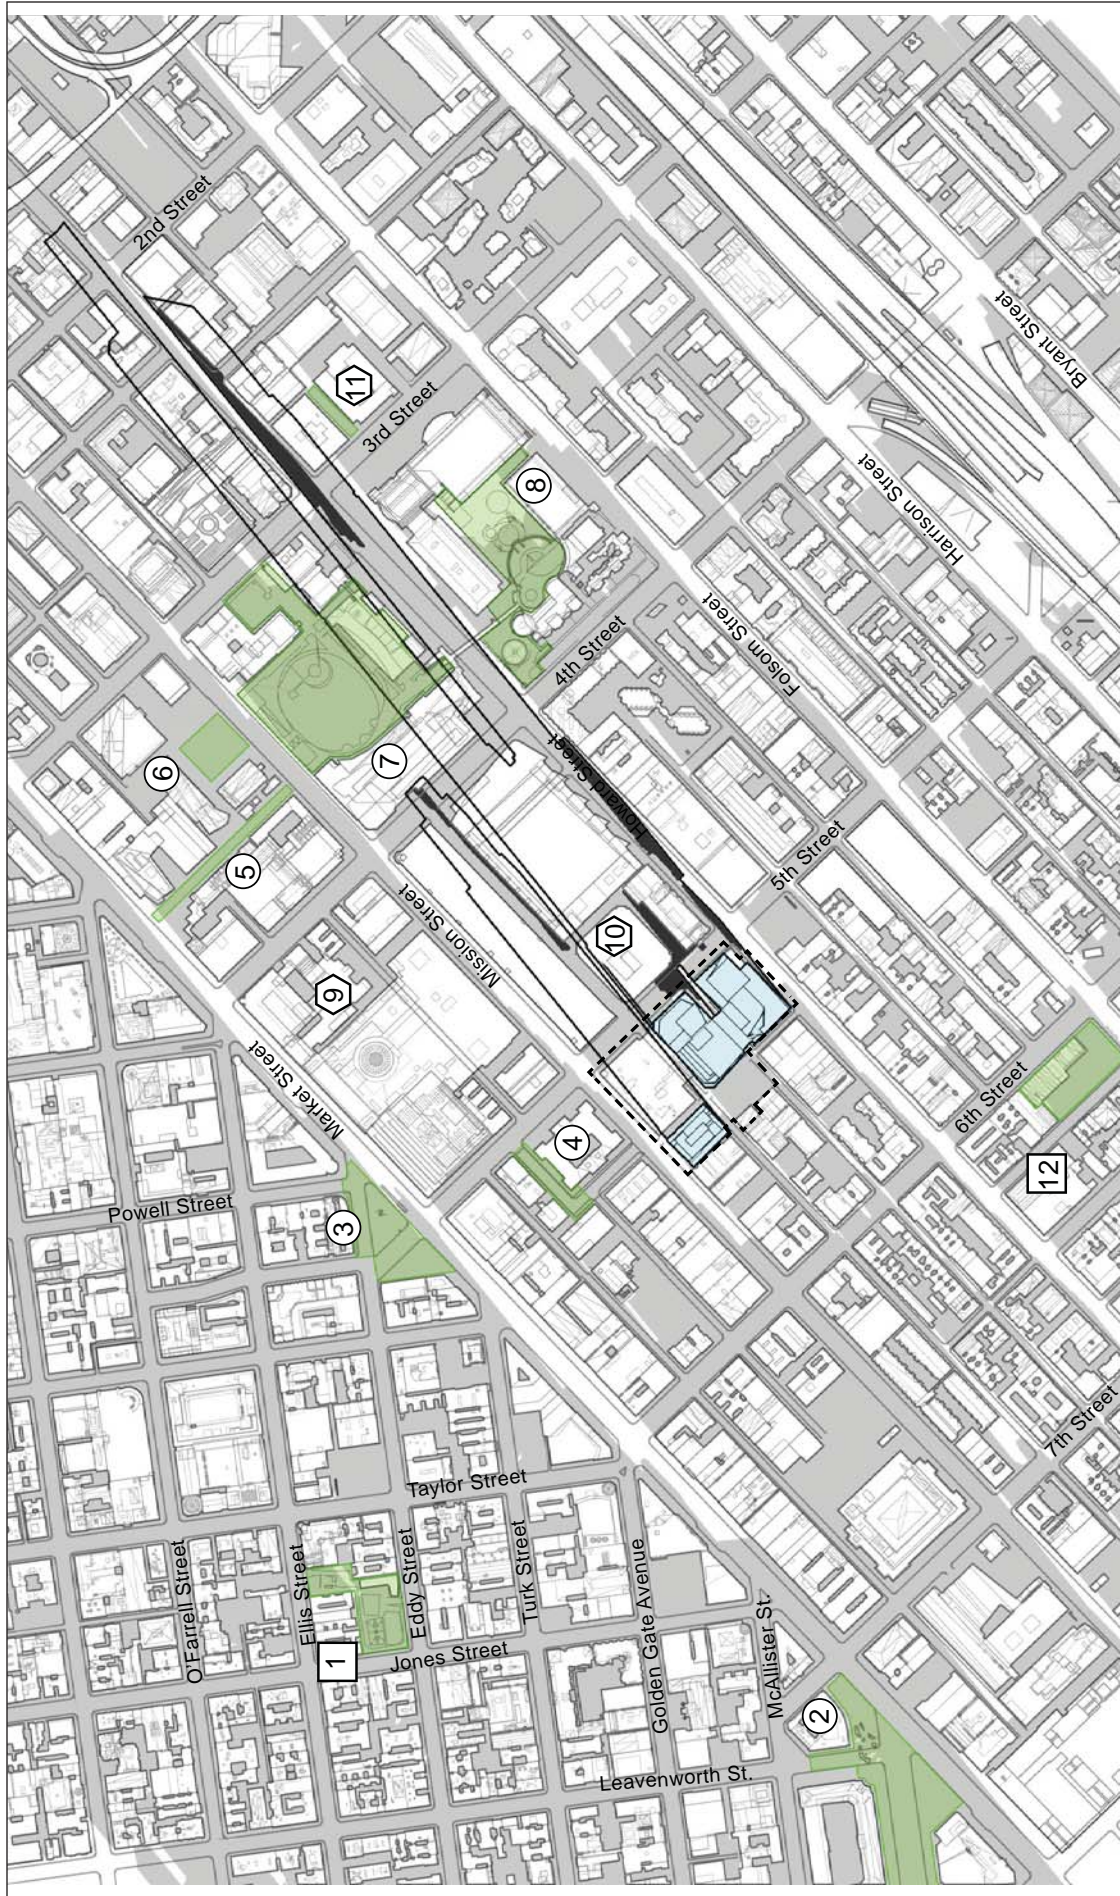 2nd Street
11
3rd Street
8
Bryant Street
Harrison Street
6
7
4th Street
Folsom Street
5
Howard Street
5th Street
Mission Street
10
9
Market Street
Powell Street
3
4
6th Street
12
Taylor Street
7th Street
O'Farrell Street
Ellis Street
Eddy Street
Turk Street
Golden Gate Avenue
1
Jones Street
McAllister St.
2
Leavenworth St.